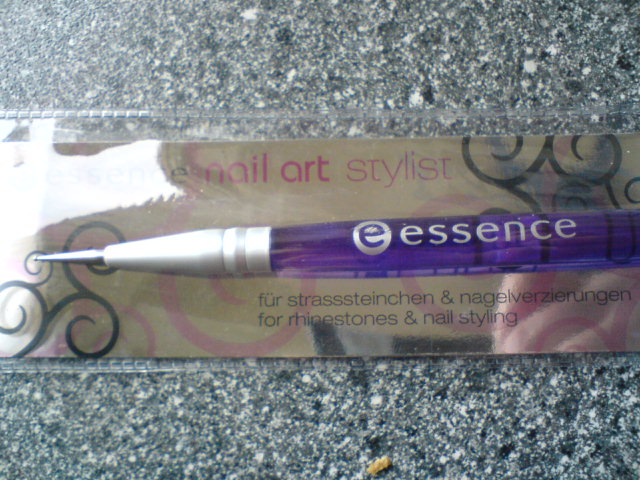 essence nail art stylist
essence
für strasssteinchen & nagelverzierungen
for rhinestones & nail styling